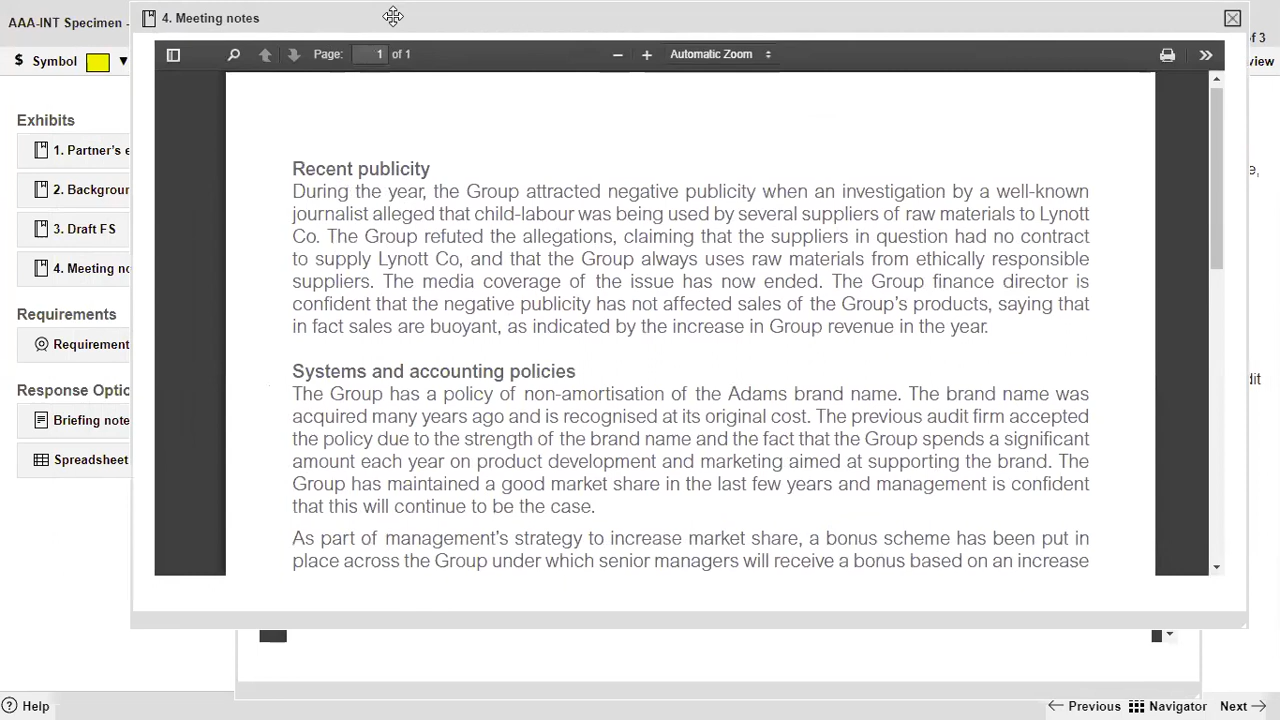 AAA-INT Specimen -
4. Meeting notes
of 3
$ Symbol
view
Page: 1 of 1
Automatic Zoom
Exhibits
1. Partner's e
2. Backgroun
3. Draft FS
4. Meeting no
Requirements
Requirement
Response Optio
Briefing note
Spreadsheet
Recent publicity
During the year, the Group attracted negative publicity when an investigation by a well-known
journalist alleged that child-labour was being used by several suppliers of raw materials to Lynott
Co. The Group refuted the allegations, claiming that the suppliers in question had no contract
to supply Lynott Co, and that the Group always uses raw materials from ethically responsible
suppliers. The media coverage of the issue has now ended. The Group finance director is
confident that the negative publicity has not affected sales of the Group's products, saying that
in fact sales are buoyant, as indicated by the increase in Group revenue in the year.
Systems and accounting policies
The Group has a policy of non-amortisation of the Adams brand name. The brand name was
acquired many years ago and is recognised at its original cost. The previous audit firm accepted
the policy due to the strength of the brand name and the fact that the Group spends a significant
amount each year on product development and marketing aimed at supporting the brand. The
Group has maintained a good market share in the last few years and management is confident
that this will continue to be the case.
As part of management's strategy to increase market share, a bonus scheme has been put in
place across the Group under which senior managers will receive a bonus based on an increase
dit
Help
Previous
Navigator
Next